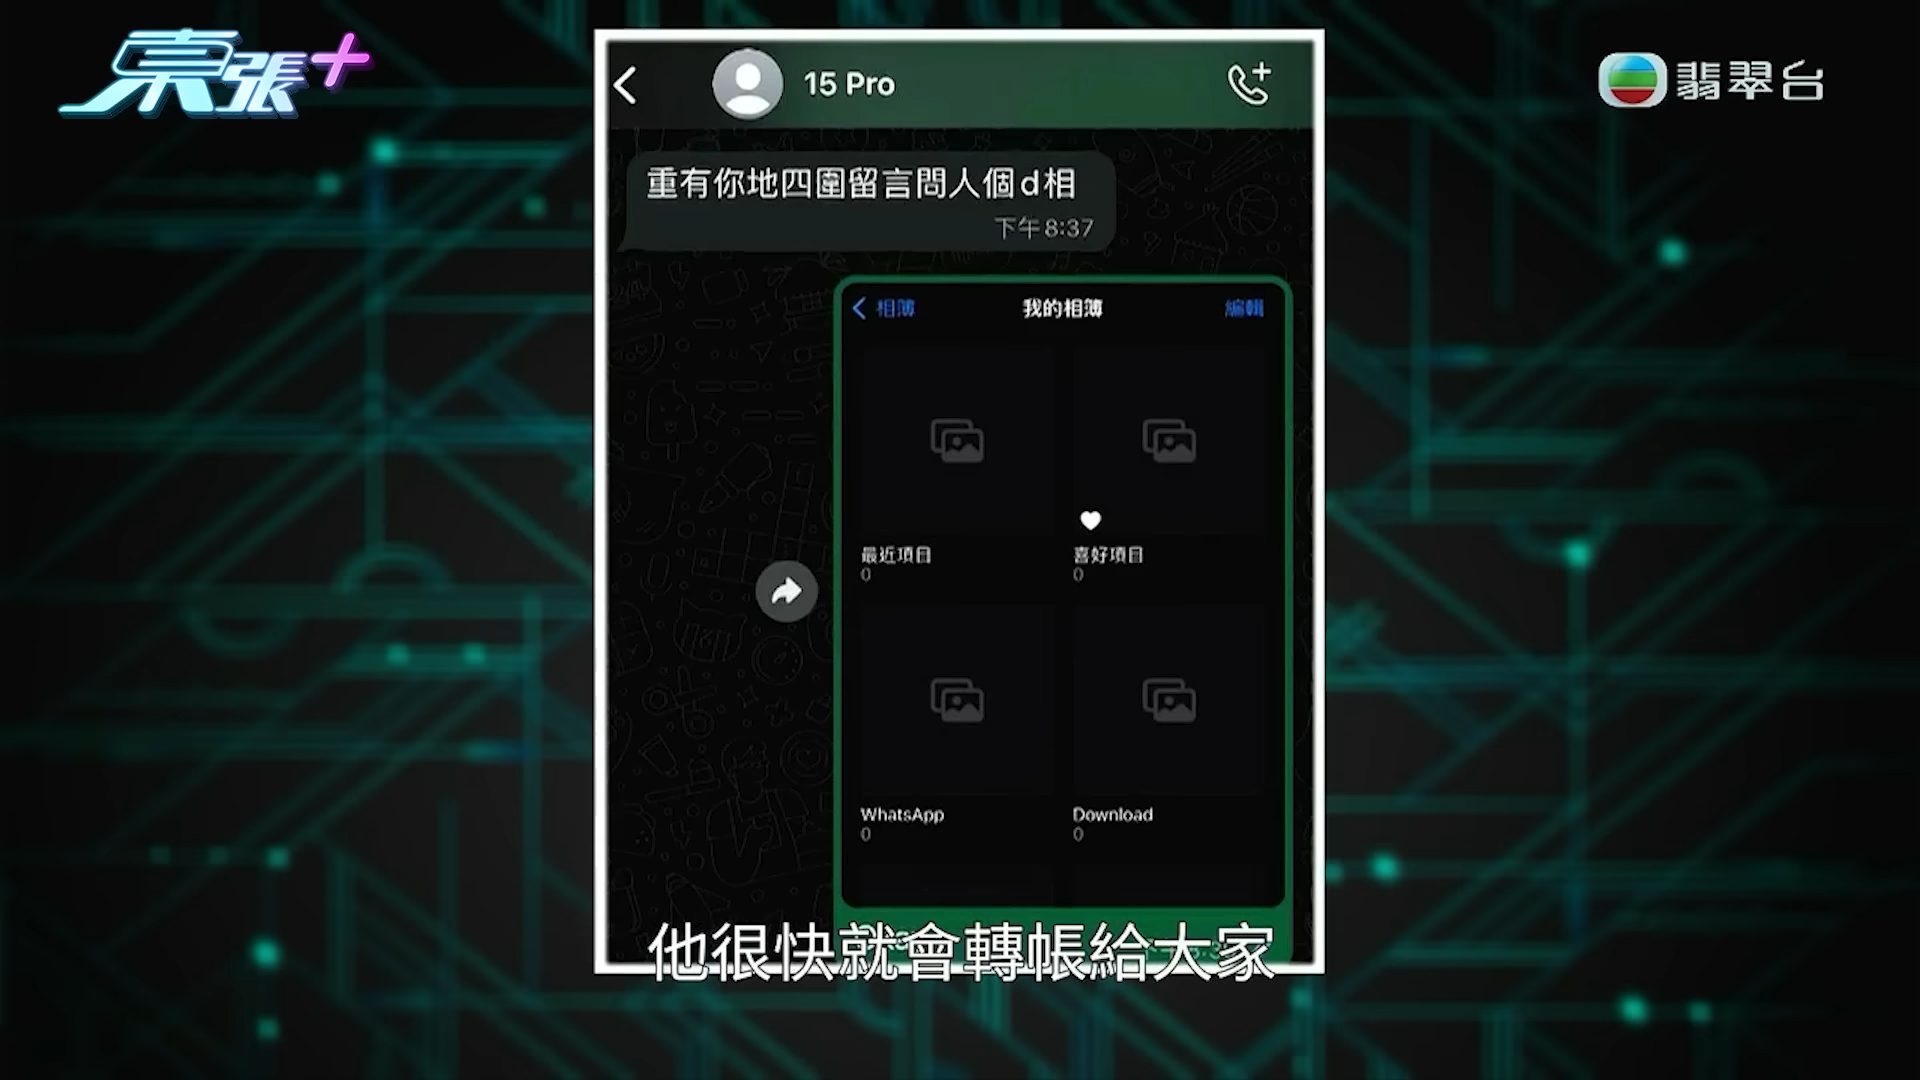 東張+
翡翠台
15 Pro
重有你地四圍留言問人個d相
下午8:37
相簿
我的相簿
編輯
最近項目
0
喜好項目
0
WhatsApp
0
Download
0
他很快就會轉帳給大家